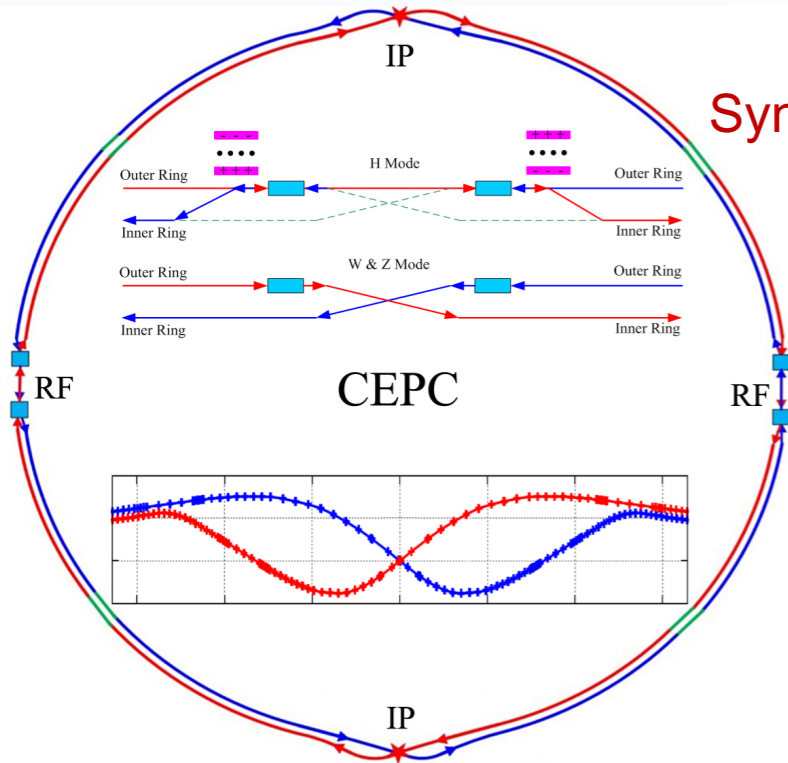 IP
Syn
- - -
+ + +
H Mode
+ + +
- - -
Outer Ring
Outer Ring
Inner Ring
Inner Ring
W & Z Mode
Outer Ring
Outer Ring
Inner Ring
Inner Ring
RF
CEPC
RF
IP